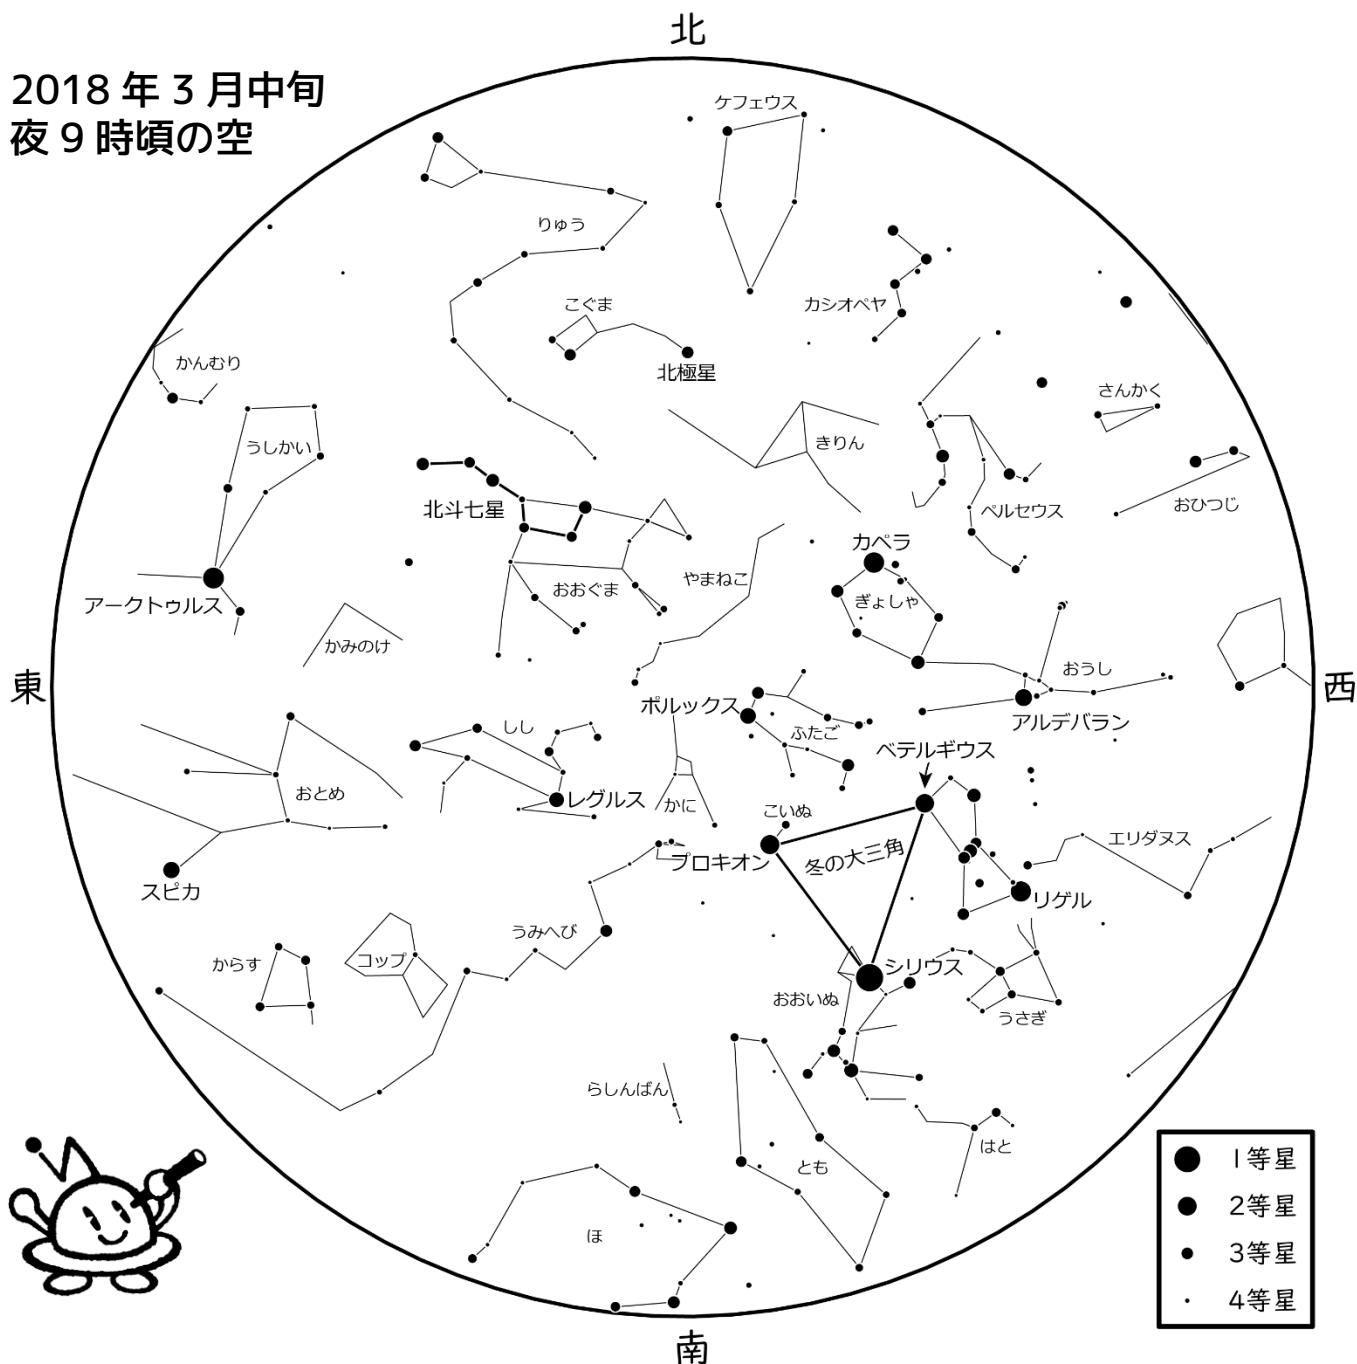 北
2018 年 3 月中旬
夜 9 時頃の空
ケフェウス
りゅう
こぐま
カシオペヤ
かんむり
北極星
さんかく
うしかい
きりん
北斗七星
ペルセウス
おひつじ
カペラ
アークトゥルス
おおぐま
やまねこ
ぎょしゃ
かみのけ
おうし
東
西
ポルックス
アルデバラン
しし
ふたご
ベテルギウス
おとめ
レグルス
かに
こいぬ
プロキオン
冬の大三角
エリダヌス
スピカ
リゲル
うみへび
からす
コップ
シリウス
おおいぬ
うさぎ
らしんばん
とも
はと
ほ
1等星
2等星
3等星
4等星
南